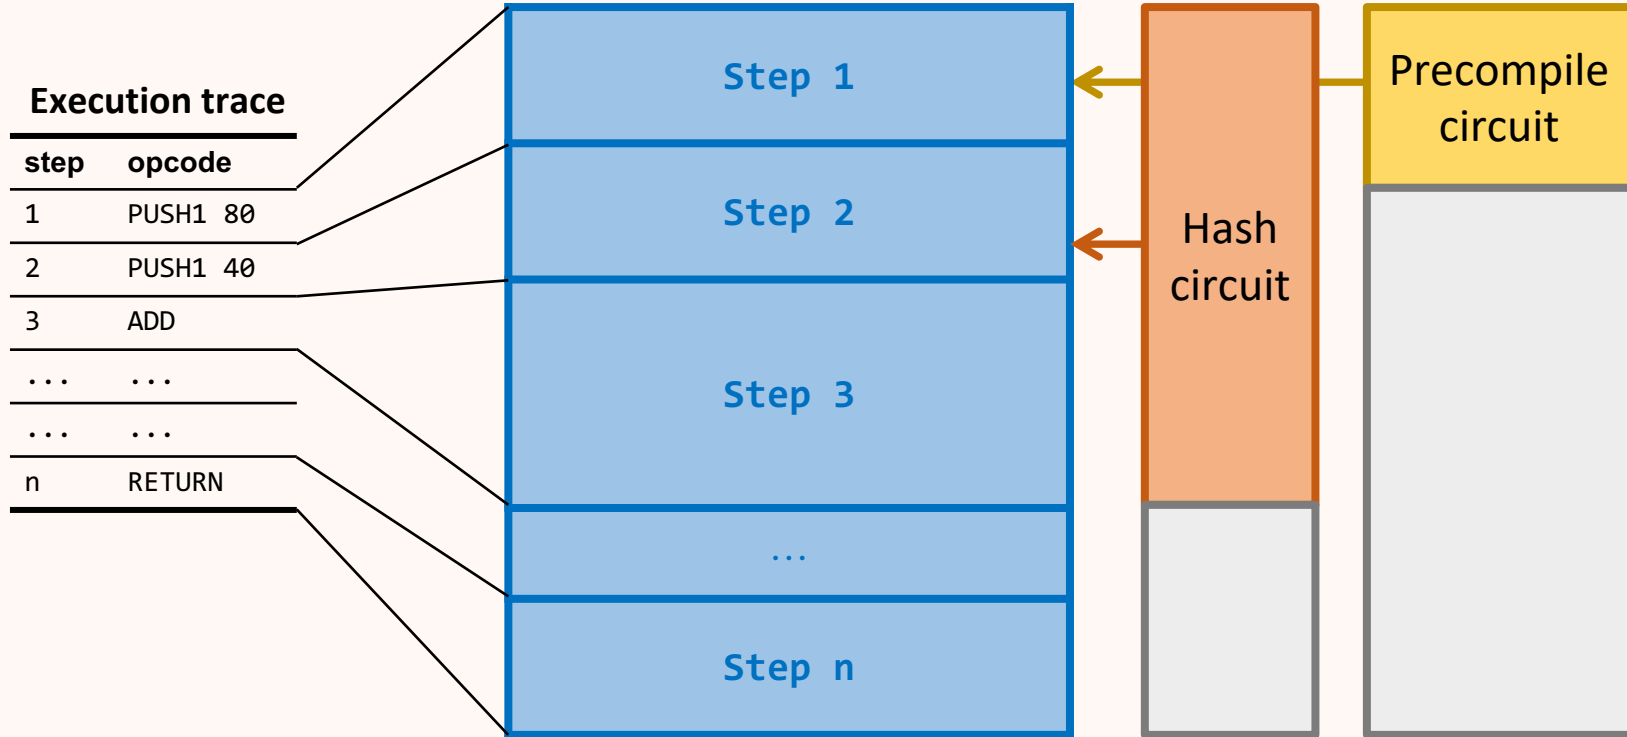 Execution trace
step opcode
1 PUSH1 80
2 PUSH1 40
3 ADD
... ...
... ...
n RETURN
Step 1
Step 2
Step 3
...
Step n
Hash
circuit
Precompile
circuit